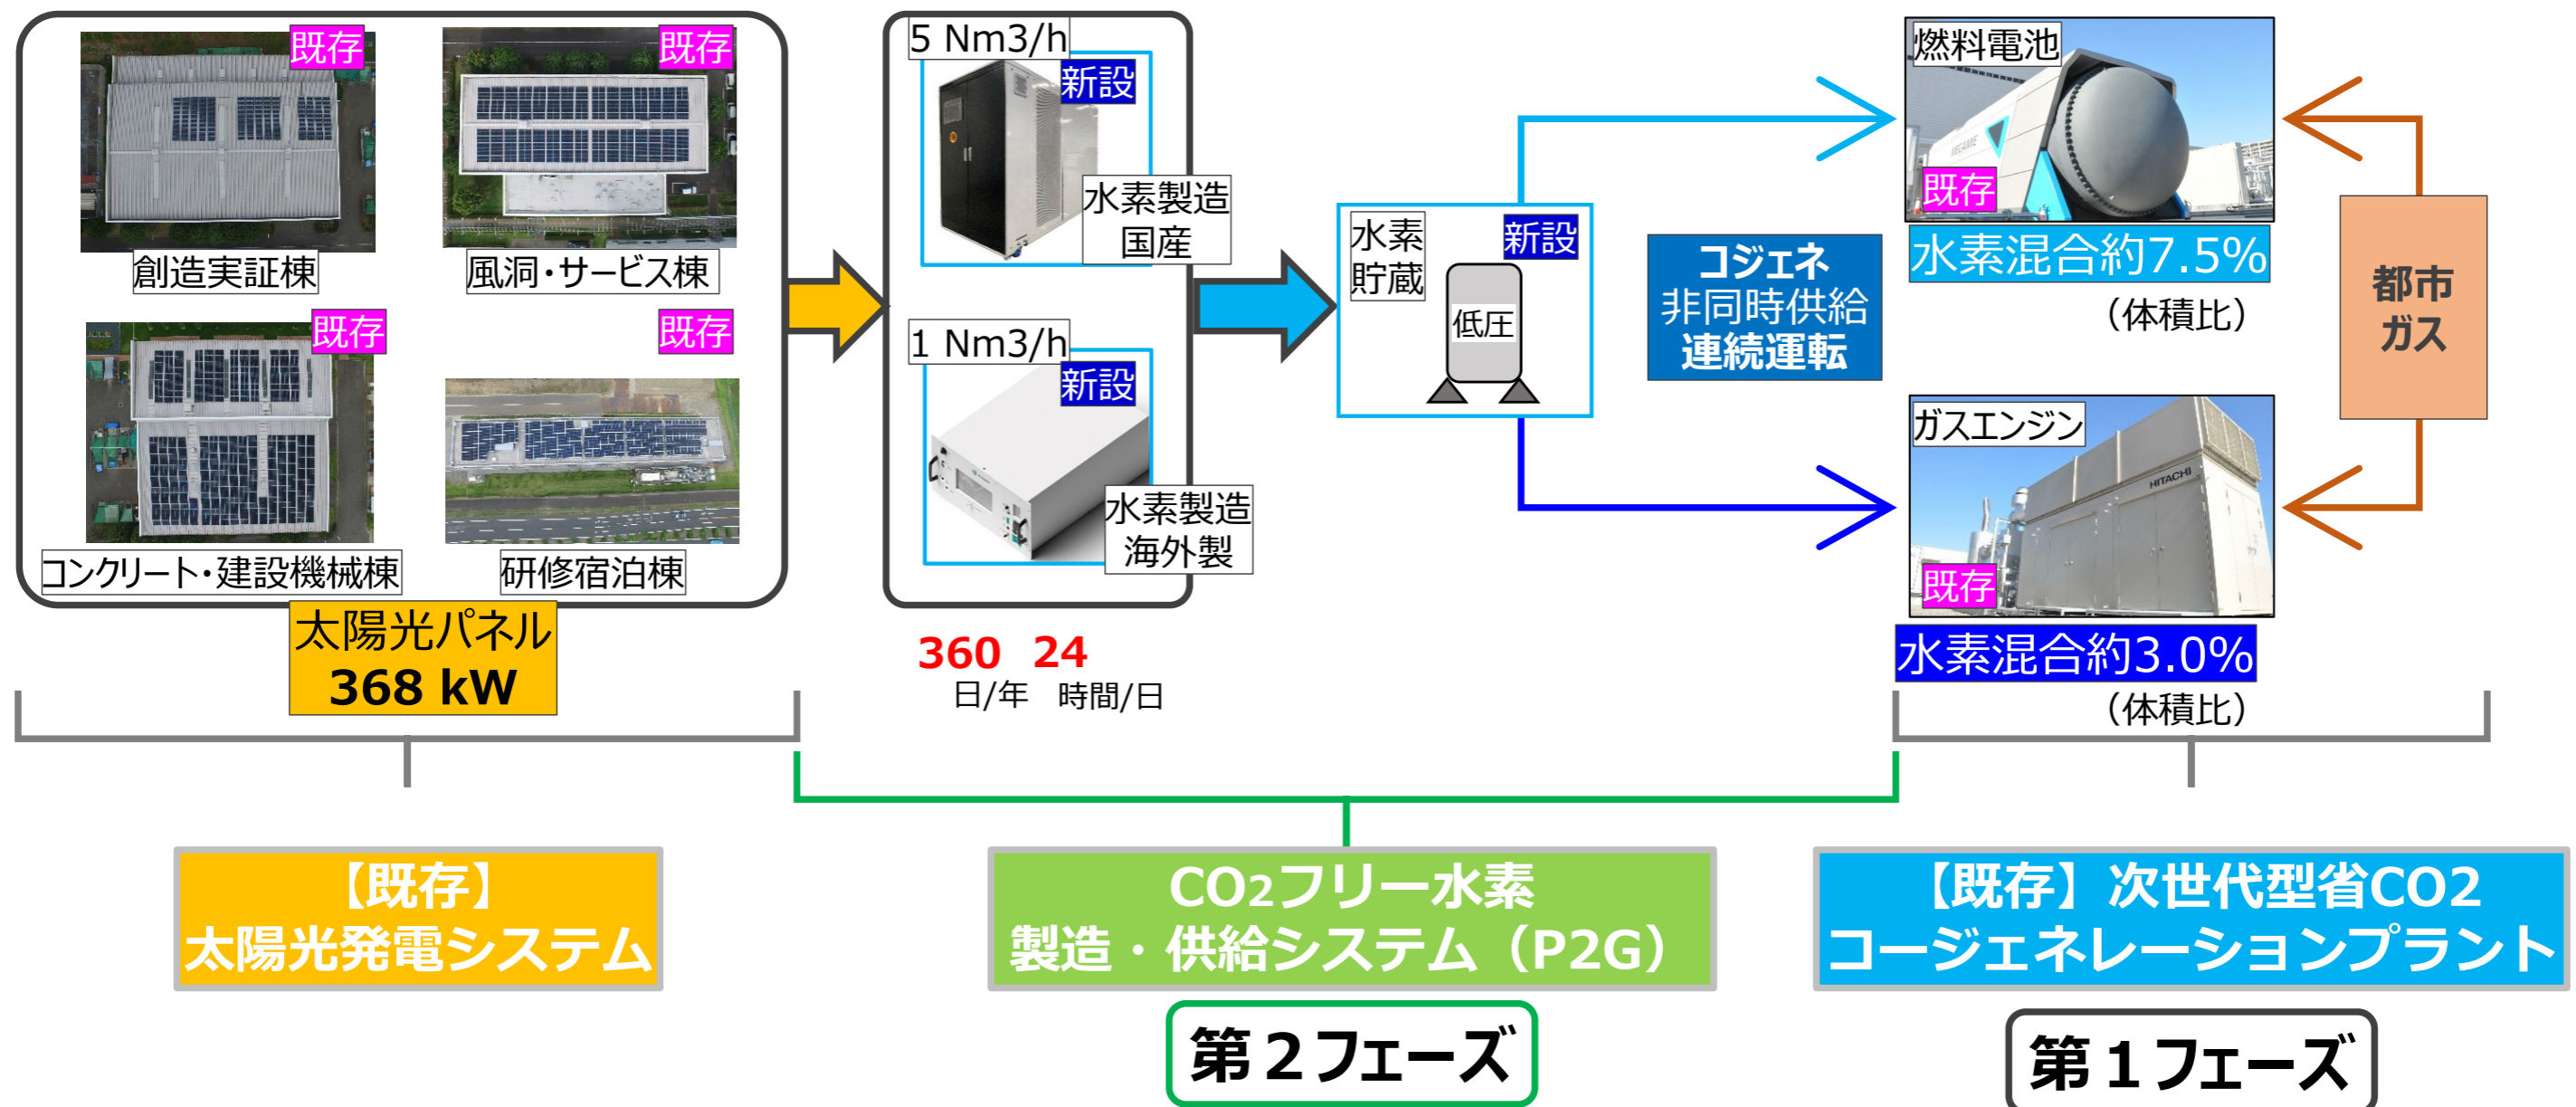 既存
創造実証棟
既存
風洞・サービス棟
既存
コンクリート・建設機械棟
既存
研修宿泊棟
太陽光パネル
368 kW
5 Nm3/h
新設
水素製造
国産
1 Nm3/h
新設
水素製造
海外製
360 24
日/年 時間/日
水素
貯蔵
新設
低圧
コジェネ
非同時供給
連続運転
燃料電池
MEGAMIE
既存
水素混合約7.5%
（体積比）
ガスエンジン
HITACHI
既存
水素混合約3.0%
（体積比）
都市
ガス
【既存】
太陽光発電システム
CO2フリー水素
製造・供給システム（P2G）
第2フェーズ
【既存】次世代型省CO2
コージェネレーションプラント
第1フェーズ